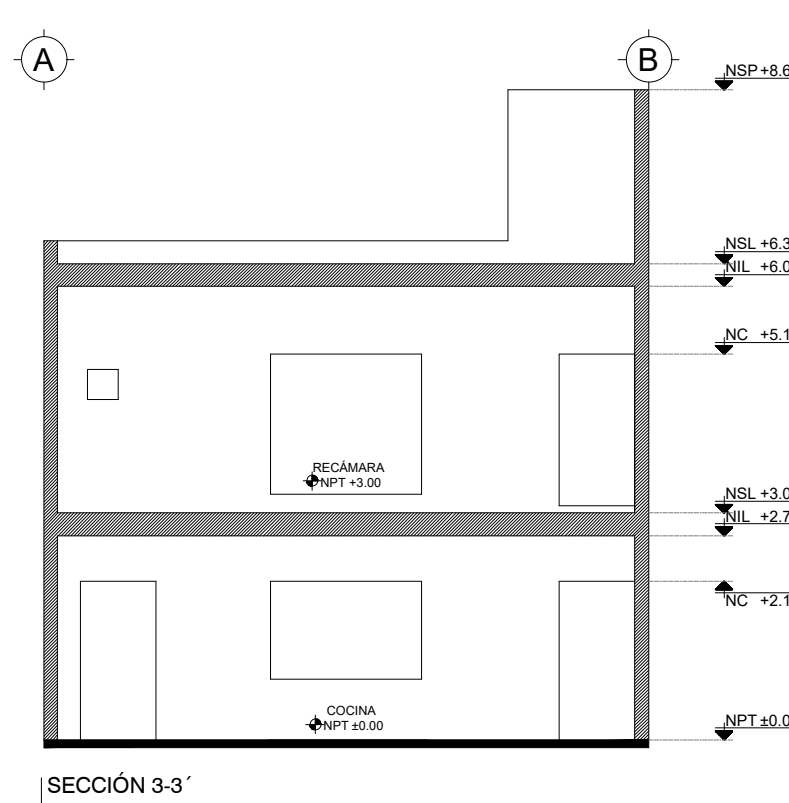 A
B
NSP +8.6
NSL +6.3
NIL +6.0
NC +5.1
RECÁMARA
NPT +3.00
NSL +3.0
NIL +2.7
NC +2.1
COCINA
NPT ±0.00
NPT ±0.0
SECCIÓN 3-3´